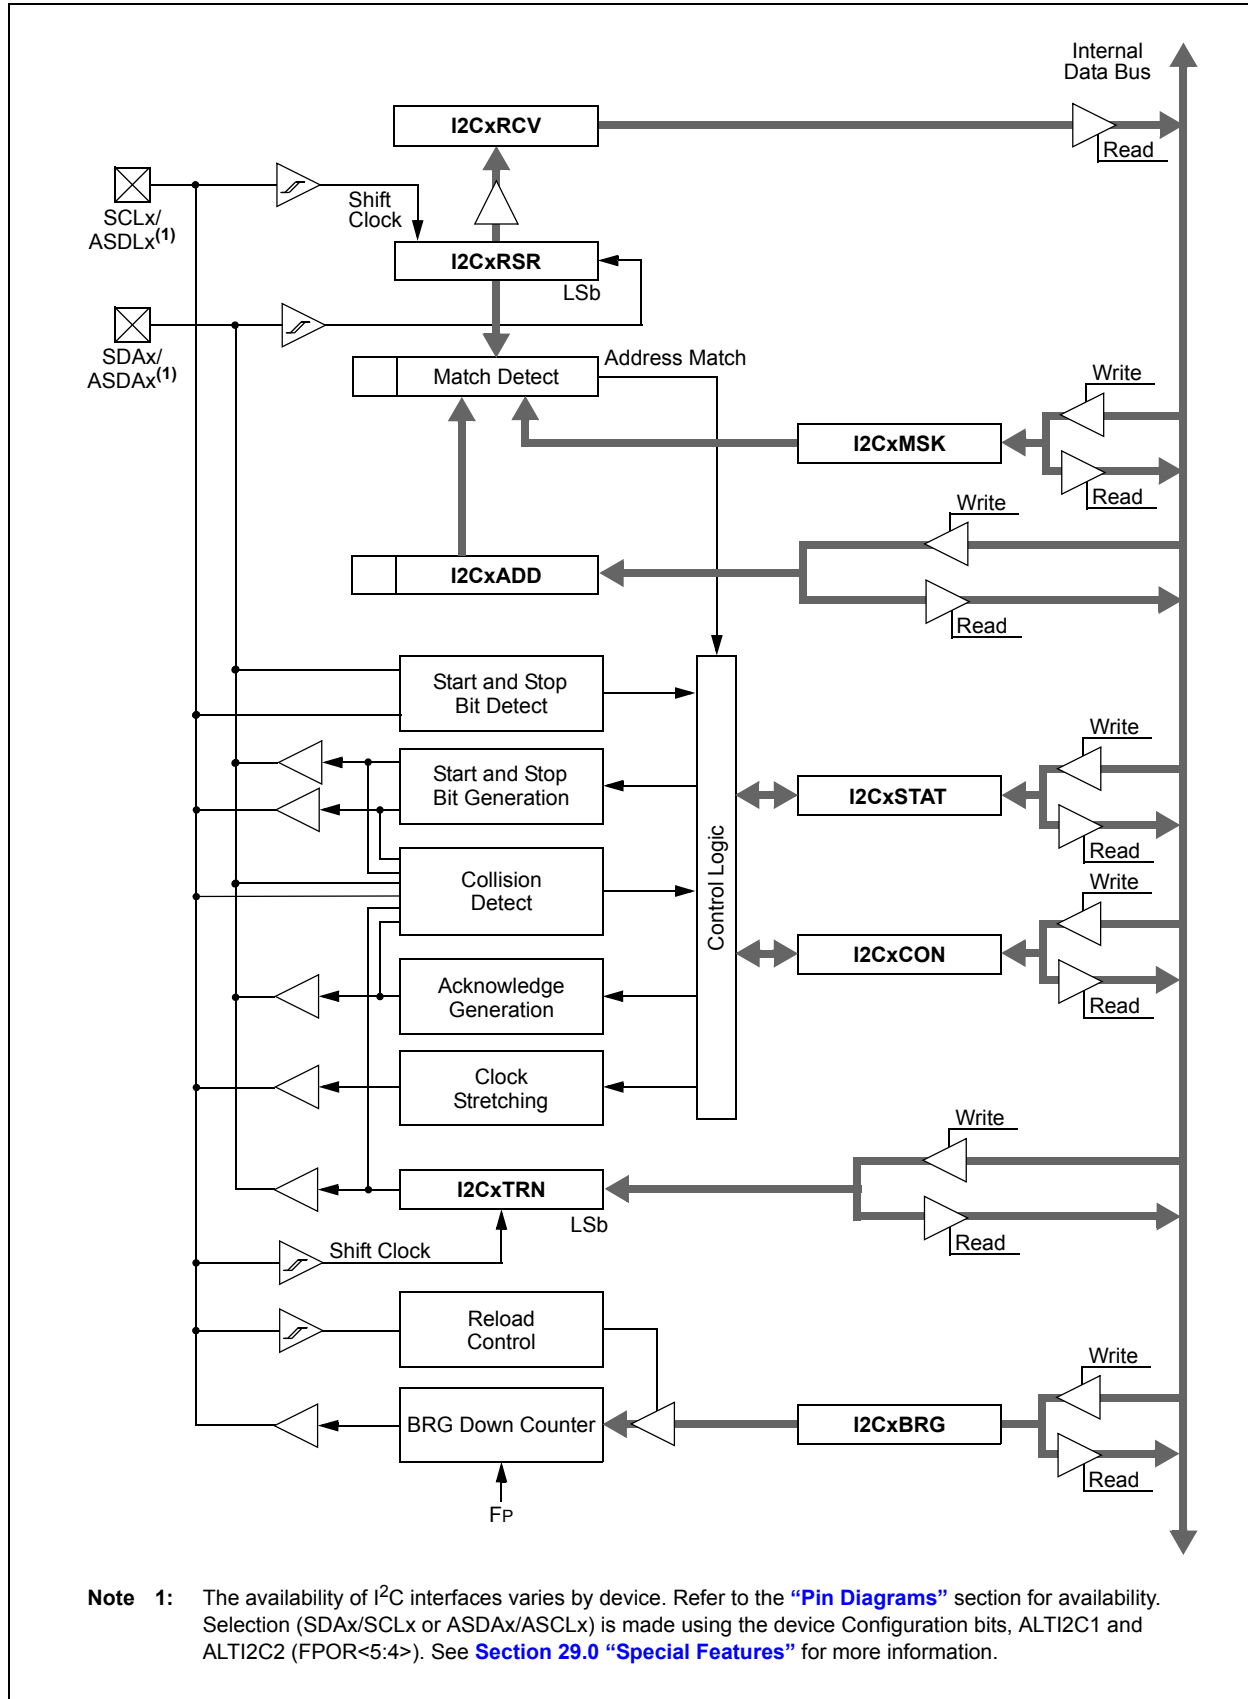 Internal
Data Bus
I2CxRCV
Read
SCLx/
ASDLx(1)
Shift
Clock
I2CxRSR
LSb
SDAx/
ASDAx(1)
Address Match
Match Detect
Write
I2CxMSK
Read
Write
I2CxADD
Read
Start and Stop
Bit Detect
Write
Start and Stop
Bit Generation
I2CxSTAT
Read
Control Logic
Collision
Detect
Write
I2CxCON
Read
Acknowledge
Generation
Clock
Stretching
Write
I2CxTRN
LSb
Read
Shift Clock
Reload
Control
Write
BRG Down Counter
I2CxBRG
Read
FP
Note 1: The availability of I2C interfaces varies by device. Refer to the “Pin Diagrams” section for availability.
Selection (SDAx/SCLx or ASDAx/ASCLx) is made using the device Configuration bits, ALTI2C1 and
ALTI2C2 (FPOR<5:4>). See Section 29.0 “Special Features” for more information.